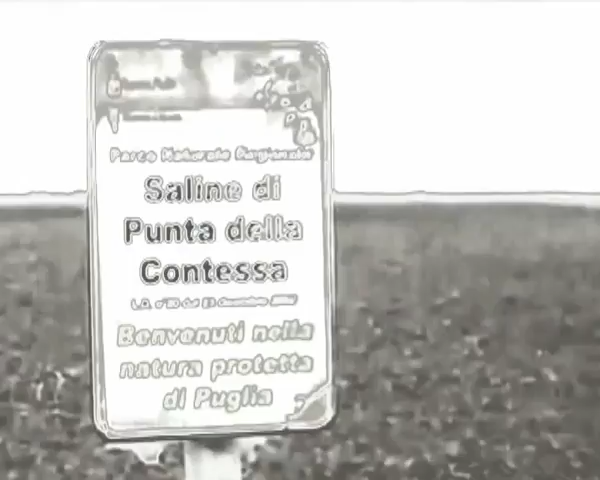 Parco Naturale Regionale
Saline di
Punta della
Contessa
Benvenuti nella
natura protetta
di Puglia